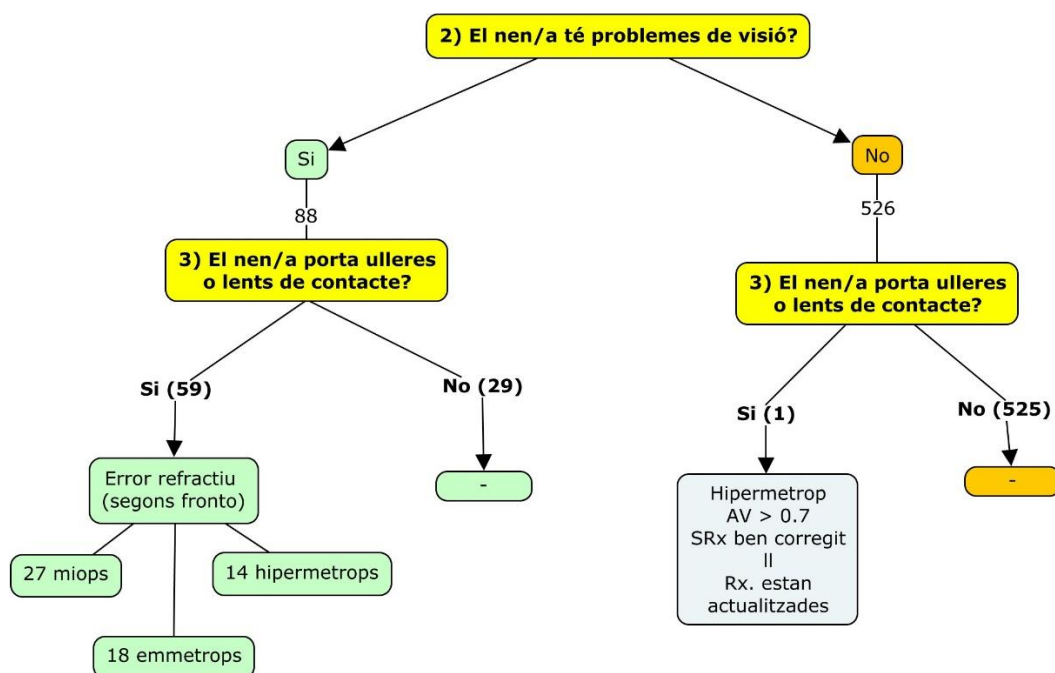 2) El nen/a té problemes de visió?
Si
No
88
526
3) El nen/a porta ulleres
o lents de contacte?
3) El nen/a porta ulleres
o lents de contacte?
Si (59)
No (29)
Si (1)
No (525)
Error refractiu
(segons fronto)
-
Hipermetrop
AV > 0.7
SRx ben corregit
II
Rx. estan
actualitzades
-
27 miops
14 hipermetrops
18 emmetrops